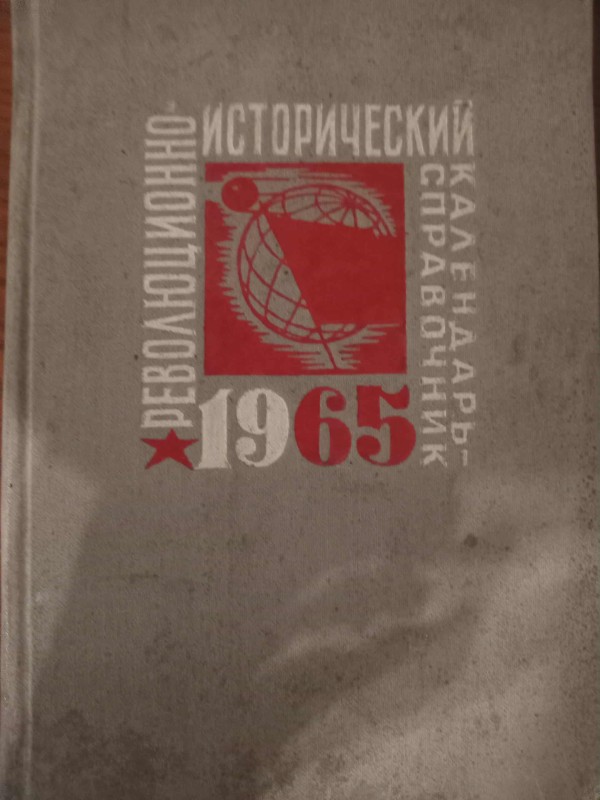 РЕВОЛЮЦИОННО-
ИСТОРИЧЕСКИЙ
КАЛЕНДАРЬ-
СПРАВОЧНИК
1965